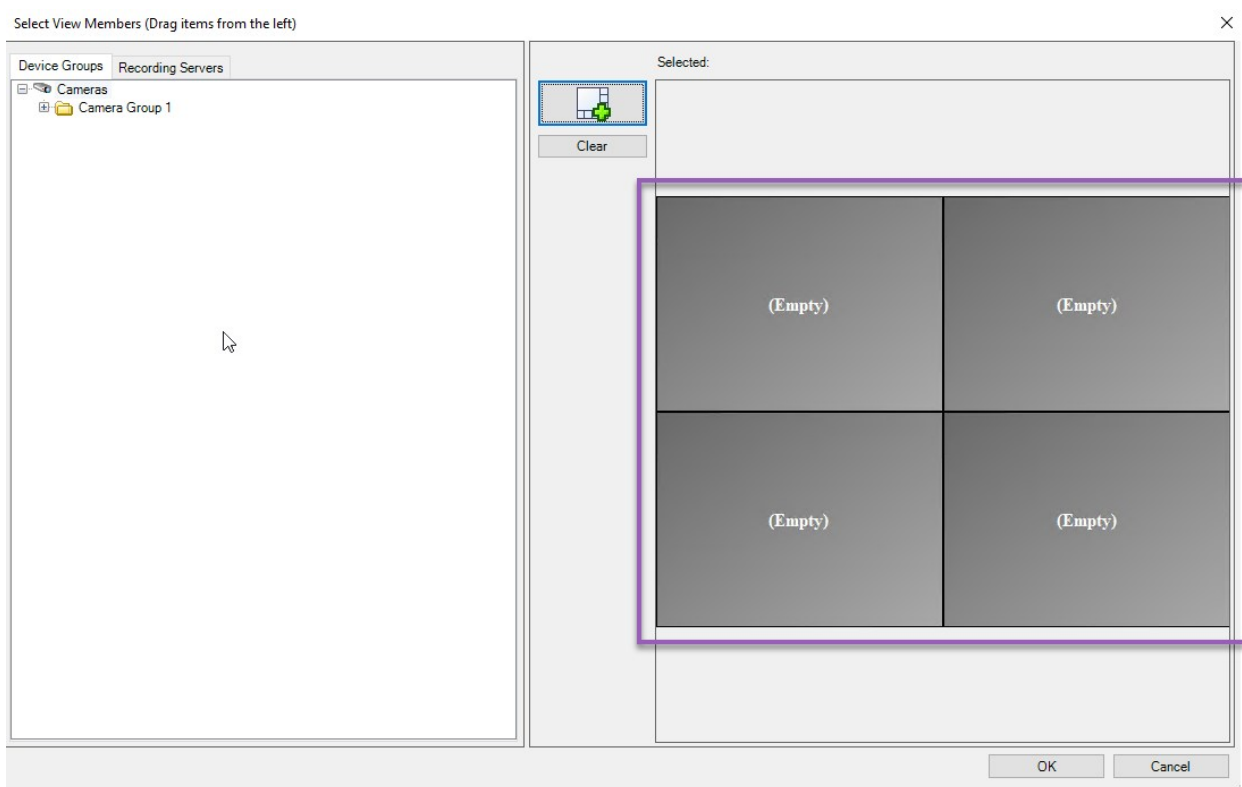 Select View Members (Drag items from the left)
Device Groups
Recording Servers
Cameras
Camera Group 1
Clear
Selected:
(Empty)
(Empty)
(Empty)
(Empty)
OK
Cancel